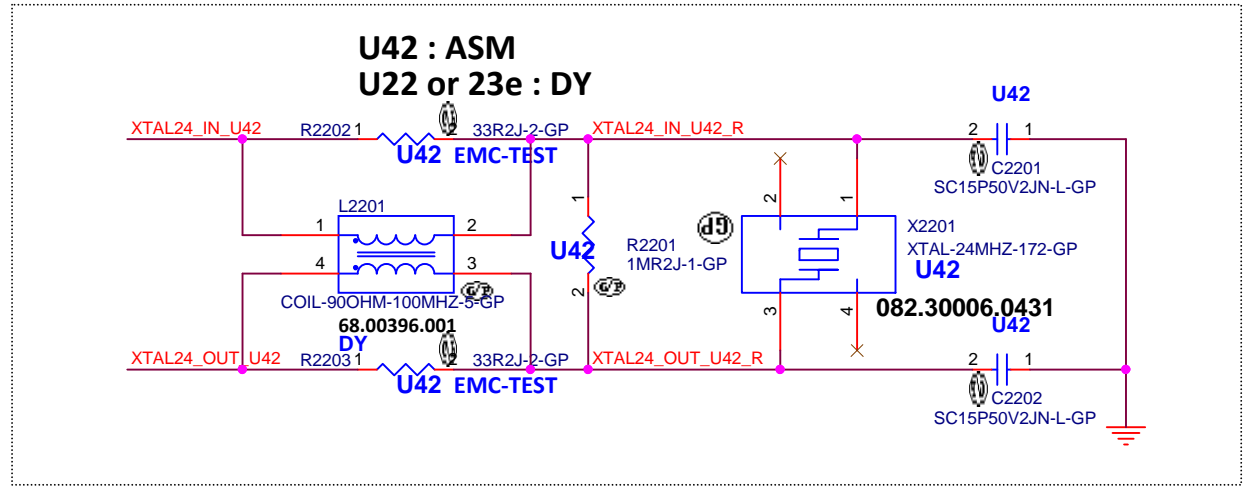 U42 : ASM
U22 or 23e : DY
U42
XTAL24_IN_U42
R2202
1
2
33R2J-2-GP
XTAL24_IN_U42_R
2
1
U42
EMC-TEST
C2201
SC15P50V2JN-L-GP
L2201
1
2
4
3
COIL-90OHM-100MHZ-5-GP
68.00396.001
DY
1
U42
2
R2201
1MR2J-1-GP
G/P
GP
2
1
3
4
X2201
XTAL-24MHZ-172-GP
U42
082.30006.0431
U42
XTAL24_OUT_U42
R2203
1
2
33R2J-2-GP
XTAL24_OUT_U42_R
2
1
U42
EMC-TEST
C2202
SC15P50V2JN-L-GP